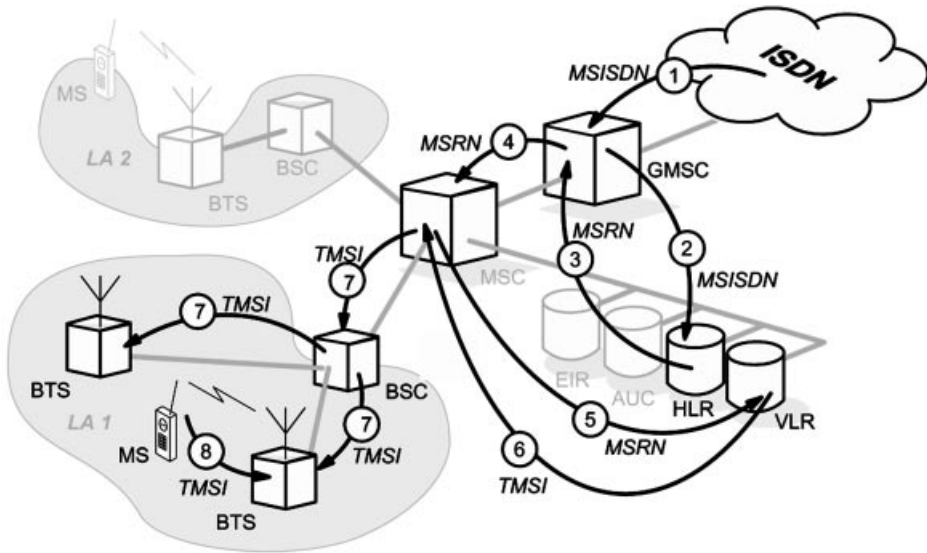 ISDN
MSISDN
1
MS
4
MSRN
GMSC
LA 2
BSC
BTS
MSRN
2
3
TMSI
MSC
MSISDN
7
7
TMSI
EIR
BTS
BSC
AUC
HLR
LA 1
VLR
7
5
MS
8
TMSI
6
MSRN
TMSI
TMSI
BTS